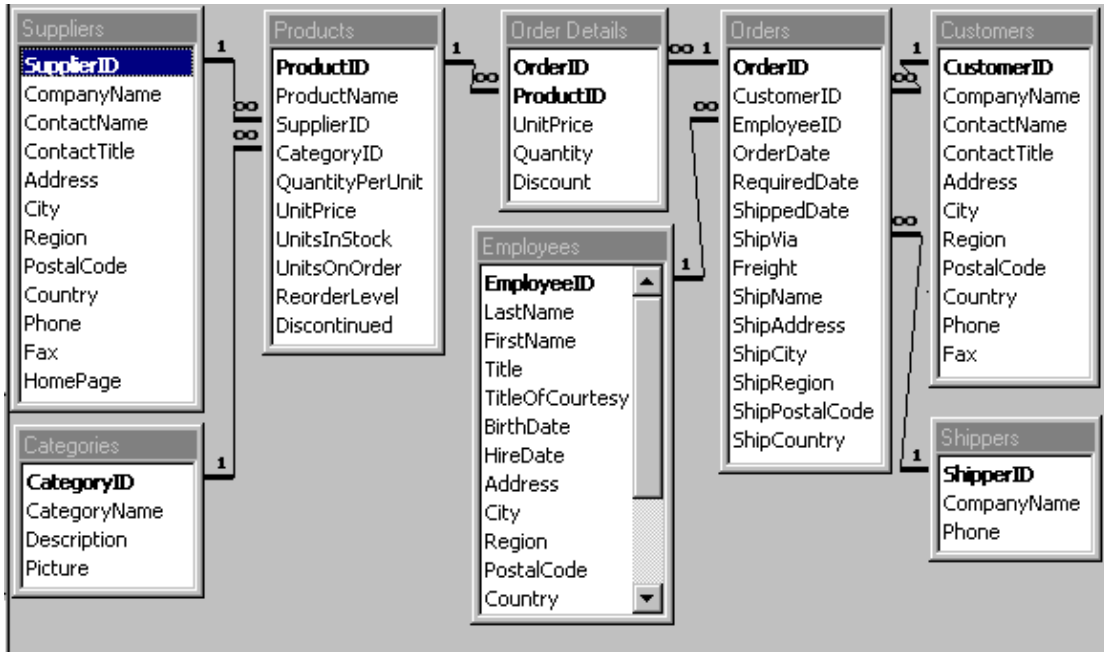 Suppliers
SupplierID
CompanyName
ContactName
ContactTitle
Address
City
Region
PostalCode
Country
Phone
Fax
HomePage
Categories
CategoryID
CategoryName
Description
Picture
Products
ProductID
ProductName
SupplierID
CategoryID
QuantityPerUnit
UnitPrice
UnitsInStock
UnitsOnOrder
ReorderLevel
Discontinued
Order Details
OrderID
ProductID
UnitPrice
Quantity
Discount
Employees
EmployeeID
LastName
FirstName
Title
TitleOfCourtesy
BirthDate
HireDate
Address
City
Region
PostalCode
Country
Orders
OrderID
CustomerID
EmployeeID
OrderDate
RequiredDate
ShippedDate
ShipVia
Freight
ShipName
ShipAddress
ShipCity
ShipRegion
ShipPostalCode
ShipCountry
Customers
CustomerID
CompanyName
ContactName
ContactTitle
Address
City
Region
PostalCode
Country
Phone
Fax
Shippers
ShipperID
CompanyName
Phone
1
∞
∞
1
1
∞
∞ 1
∞
1
1
∞
∞
1